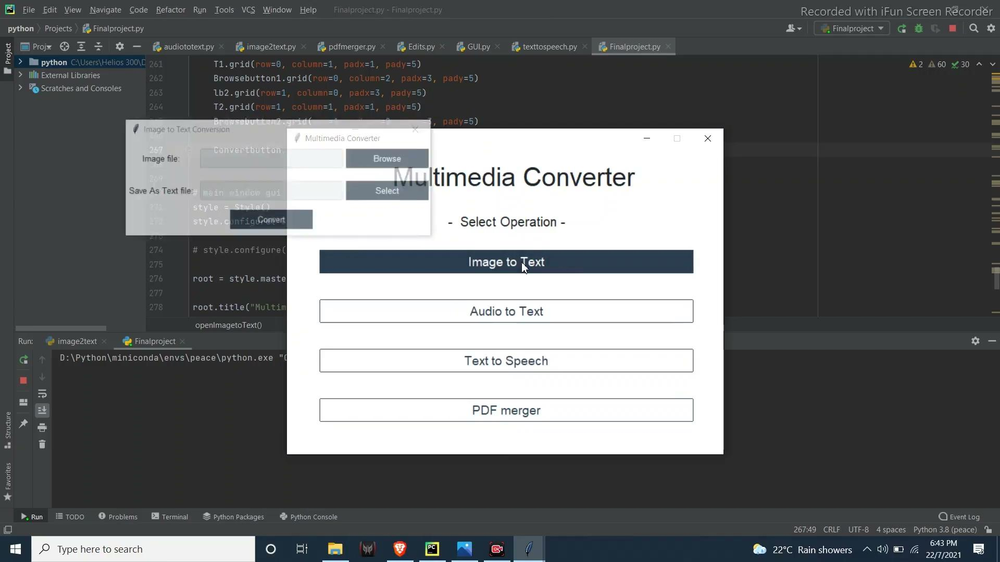 File Edit View Navigate Code Refactor Run Tools VCS Window Help Finalproject.py - Finalproject.py
Recorded with iFun Screen Recorder
python Projects Finalproject.py
Finalproject
Project
Proj
audiototext.py image2text.py pdfmerger.py Edits.py GUI.py texttospeech.py Finalproject.py
python C:\Users\Helios 300\D
External Libraries
Scratches and Consoles
2 60 30
261 T1.grid(row=0, column=1, padx=1, pady=5)
262 Browsebutton1.grid(row=0, column=2, padx=3, pady=5)
263 lb2.grid(row=1, column=0, padx=3, pady=5)
264 T2.grid(row=1, column=1, padx=1, pady=5)
Browsebutton2.grid( =3, pady=5)
267 Convertbutton.
269
# main window gui
271 style = Style()
272 style.configure
273
274 # style.configure(
275
276 root = style.maste
277
278 root.title("Multim
openImagetoText()
Image to Text Conversion
Image file: Browse
Save As Text file: Select
Convert
Multimedia Converter
Multimedia Converter
- Select Operation -
Image to Text
Audio to Text
Text to Speech
PDF merger
Run: image2text Finalproject
D:\Python\miniconda\envs\peace\python.exe "C
Structure
Favorites
Run TODO Problems Terminal Python Packages Python Console Event Log
267:49 CRLF UTF-8 4 spaces Python 3.8 (peace)
Type here to search
PC
22°C Rain showers
6:43 PM
22/7/2021